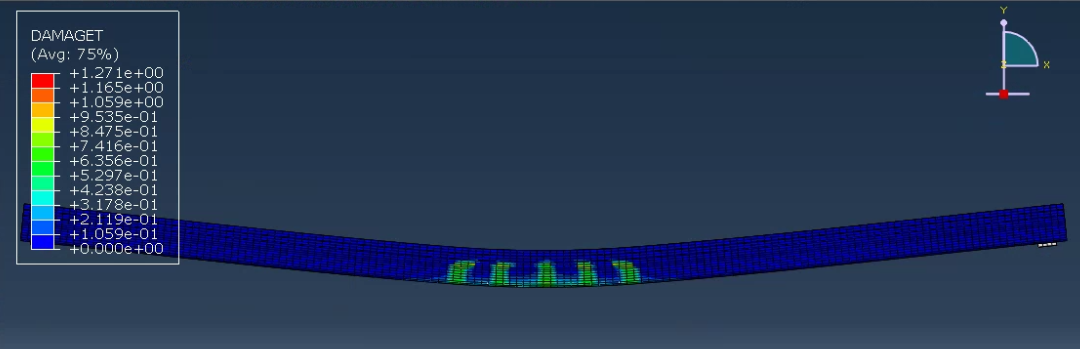 DAMAGET
(Avg: 75%)
+1.271e+00
+1.165e+00
+1.059e+00
+9.535e-01
+8.475e-01
+7.416e-01
+6.356e-01
+5.297e-01
+4.238e-01
+3.178e-01
+2.119e-01
+1.059e-01
+0.000e+00
Y
Z
X